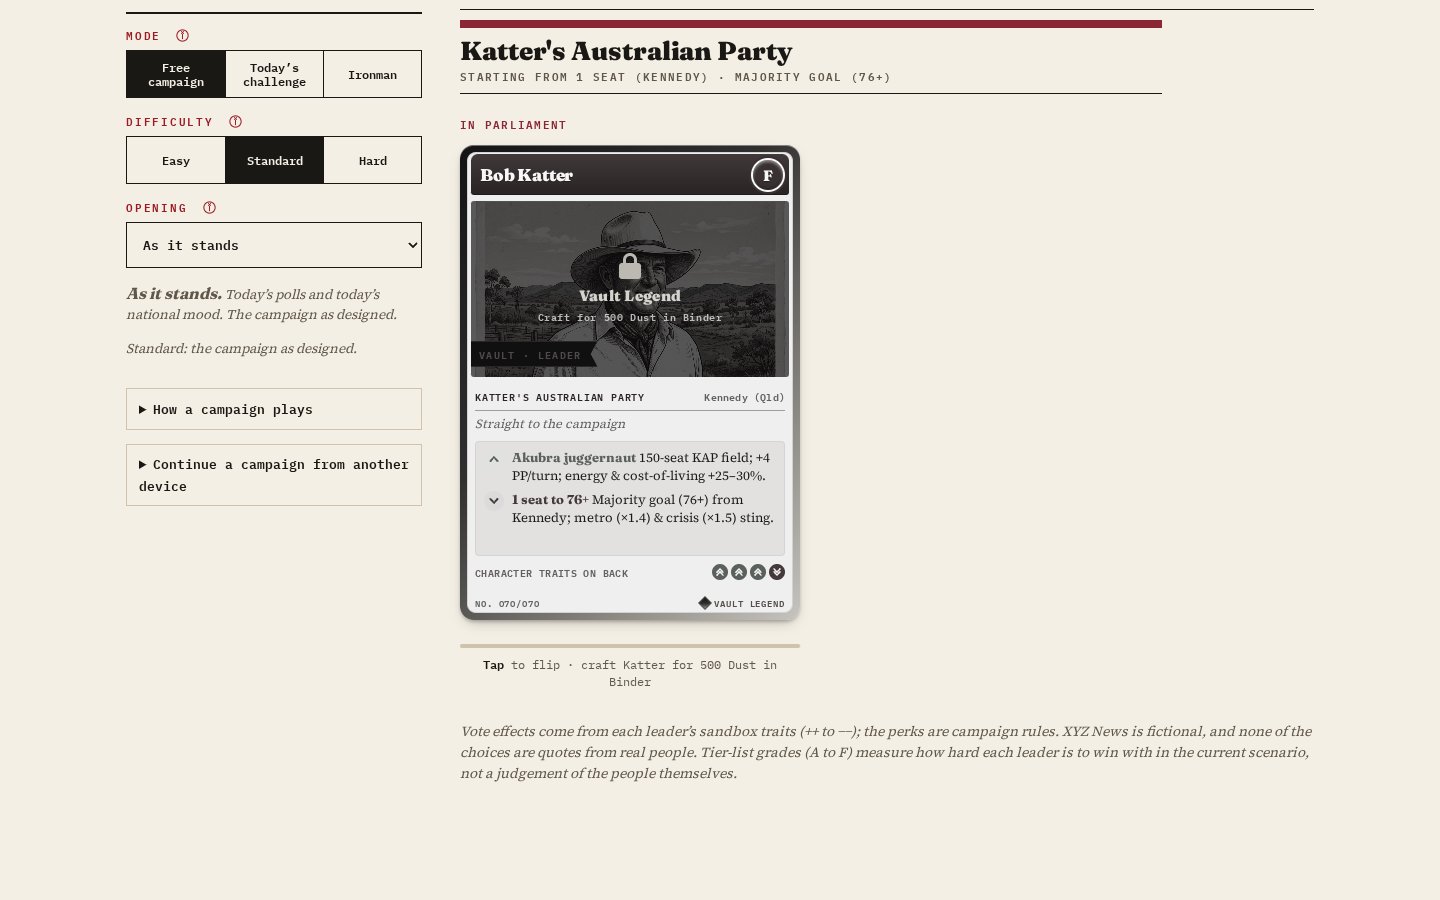 MODE
Free campaign
Today's challenge
Ironman
DIFFICULTY
Easy
Standard
Hard
OPENING
As it stands
As it stands. Today's polls and today's
national mood. The campaign as designed.
Standard: the campaign as designed.
How a campaign plays
Continue a campaign from another
device
Katter's Australian Party
STARTING FROM 1 SEAT (KENNEDY) · MAJORITY GOAL (76+)
IN PARLIAMENT
Bob Katter
F
Vault Legend
Craft for 500 Dust in Binder
VAULT · LEADER
KATTER'S AUSTRALIAN PARTY
Kennedy (Qld)
Straight to the campaign
Akubra juggernaut 150-seat KAP field; +4
PP/turn; energy & cost-of-living +25–30%.
1 seat to 76+ Majority goal (76+) from
Kennedy; metro (×1.4) & crisis (×1.5) sting.
CHARACTER TRAITS ON BACK
NO. 070/070
VAULT LEGEND
Tap to flip · craft Katter for 500 Dust in
Binder
Vote effects come from each leader's sandbox traits (++ to −−); the perks are campaign rules. XYZ News is fictional, and none of the
choices are quotes from real people. Tier-list grades (A to F) measure how hard each leader is to win with in the current scenario,
not a judgement of the people themselves.